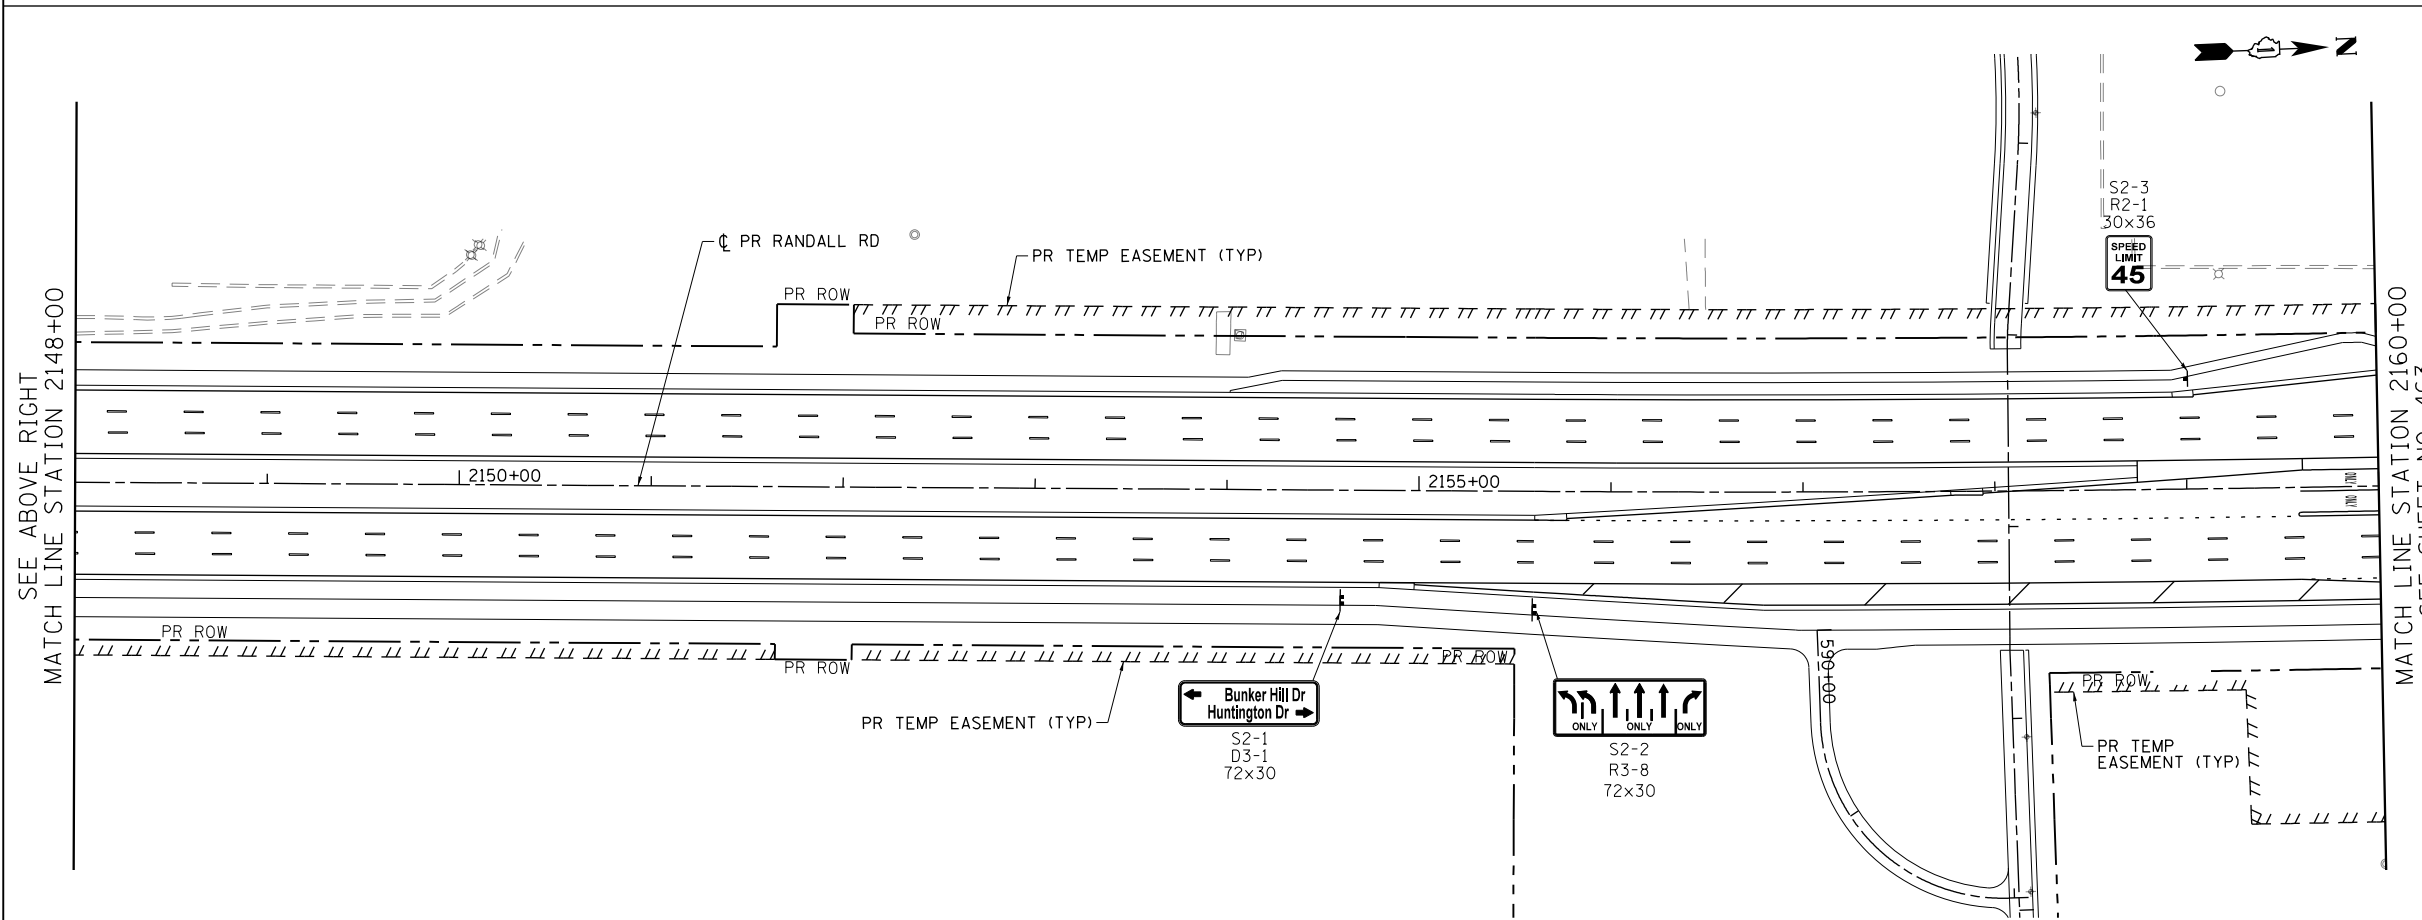 N
S2-3
R2-1
30x36
SPEED
LIMIT
45
℄ PR RANDALL RD
PR TEMP EASEMENT (TYP)
PR ROW
PR ROW
SEE ABOVE RIGHT
MATCH LINE STATION 2148+00
2150+00
2155+00
ONLY
ONLY
MATCH LINE STATION 2160+00
PR ROW
PR ROW
PR ROW
PR ROW
590+00
PR TEMP EASEMENT (TYP)
Bunker Hill Dr
Huntington Dr
S2-1
D3-1
72x30
ONLY
ONLY
ONLY
S2-2
R3-8
72x30
PR TEMP
EASEMENT (TYP)